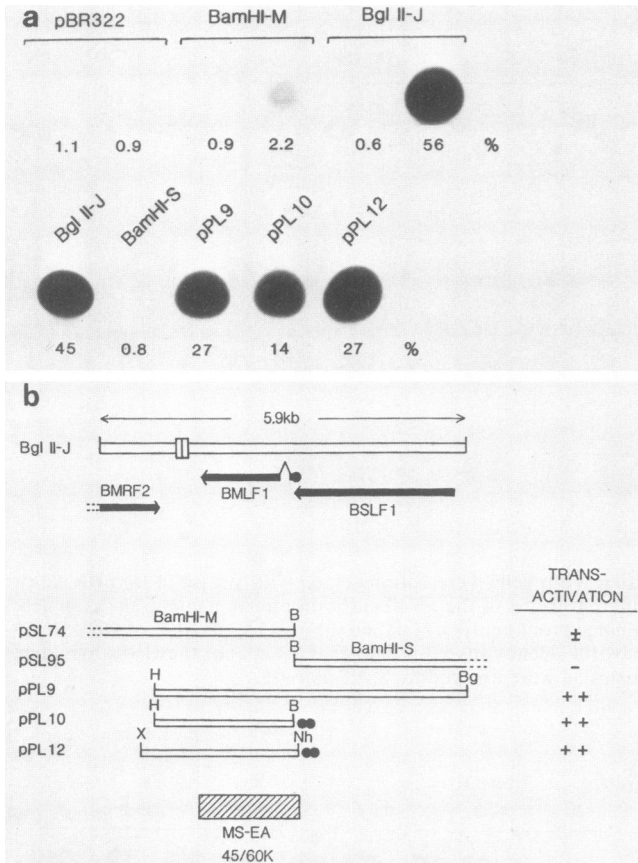 a
pBR322 BamHI-M Bgl II-J
1.1 0.9 0.9 2.2 0.6 56 %
Bgl II-J BamHI-S pPL9 pPL10 pPL12
45 0.8 27 14 27 %
b
5.9kb
Bgl II-J
BMRF2 BMLF1 BSLF1
TRANS-
ACTIVATION
BamHI-M B
pSL74 ±
B BamHI-S
pSL95
H Bg
pPL9 + +
B
pPL10 + +
X Nh
pPL12 + +
MS-EA
45/60K